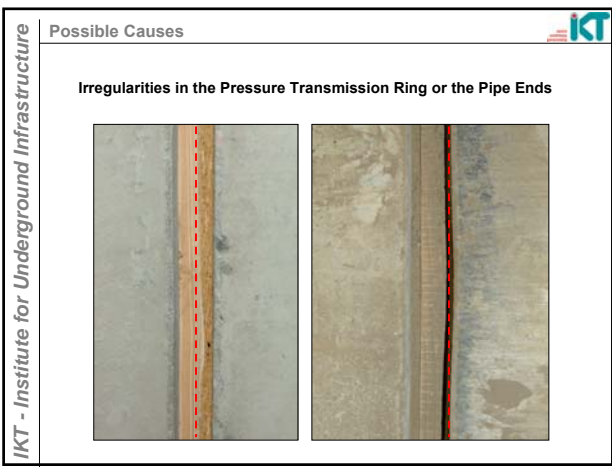 Possible Causes
iKT
Irregularities in the Pressure Transmission Ring or the Pipe Ends
IKT - Institute for Underground Infrastructure